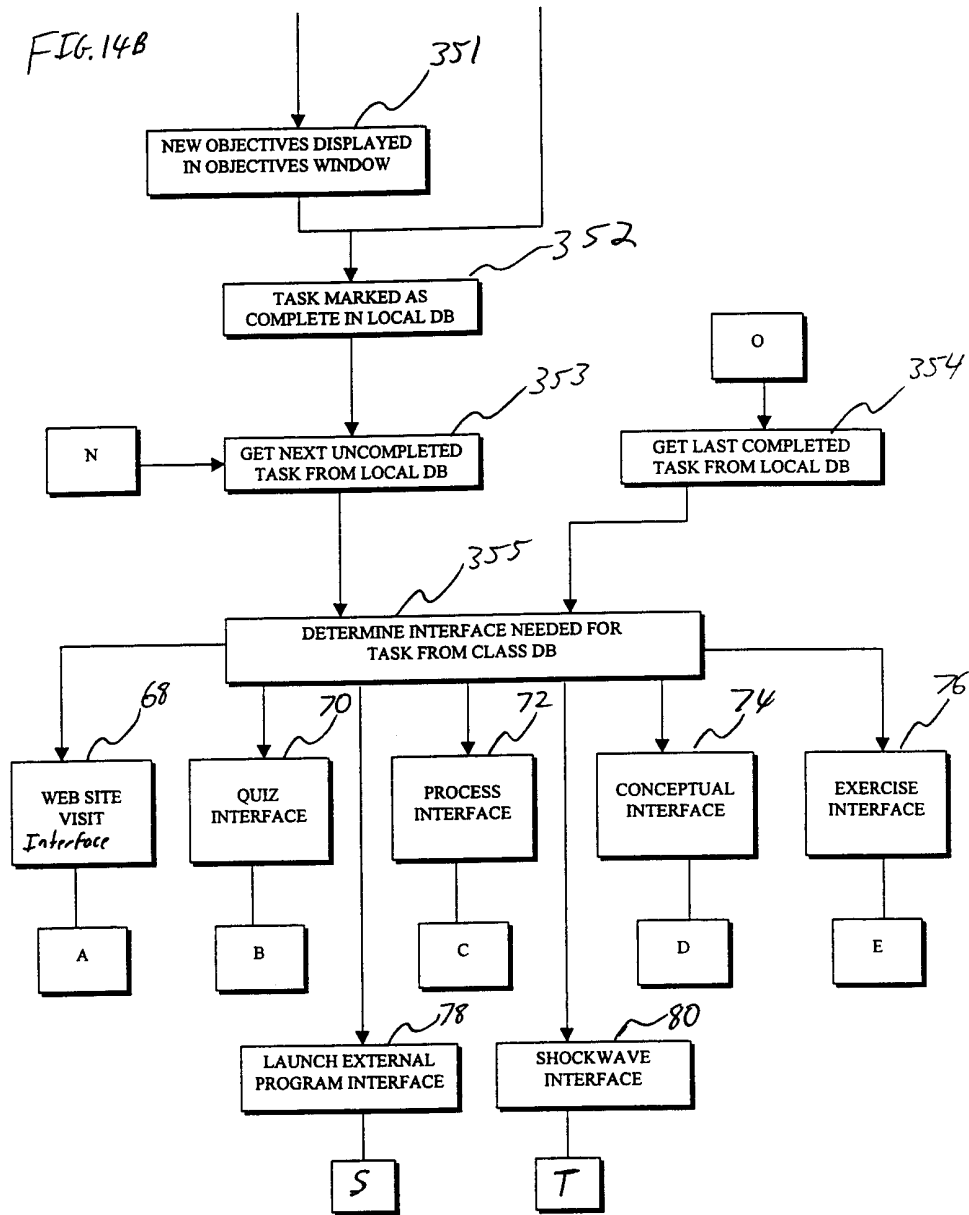 FIG. 14B
351
NEW OBJECTIVES DISPLAYED
IN OBJECTIVES WINDOW
352
TASK MARKED AS
COMPLETE IN LOCAL DB
O
353
354
N
GET NEXT UNCOMPLETED
TASK FROM LOCAL DB
GET LAST COMPLETED
TASK FROM LOCAL DB
355
DETERMINE INTERFACE NEEDED FOR
TASK FROM CLASS DB
68
70
72
74
76
WEB SITE
VISIT
Interface
QUIZ
INTERFACE
PROCESS
INTERFACE
CONCEPTUAL
INTERFACE
EXERCISE
INTERFACE
A
B
C
D
E
78
80
LAUNCH EXTERNAL
PROGRAM INTERFACE
SHOCKWAVE
INTERFACE
S
T